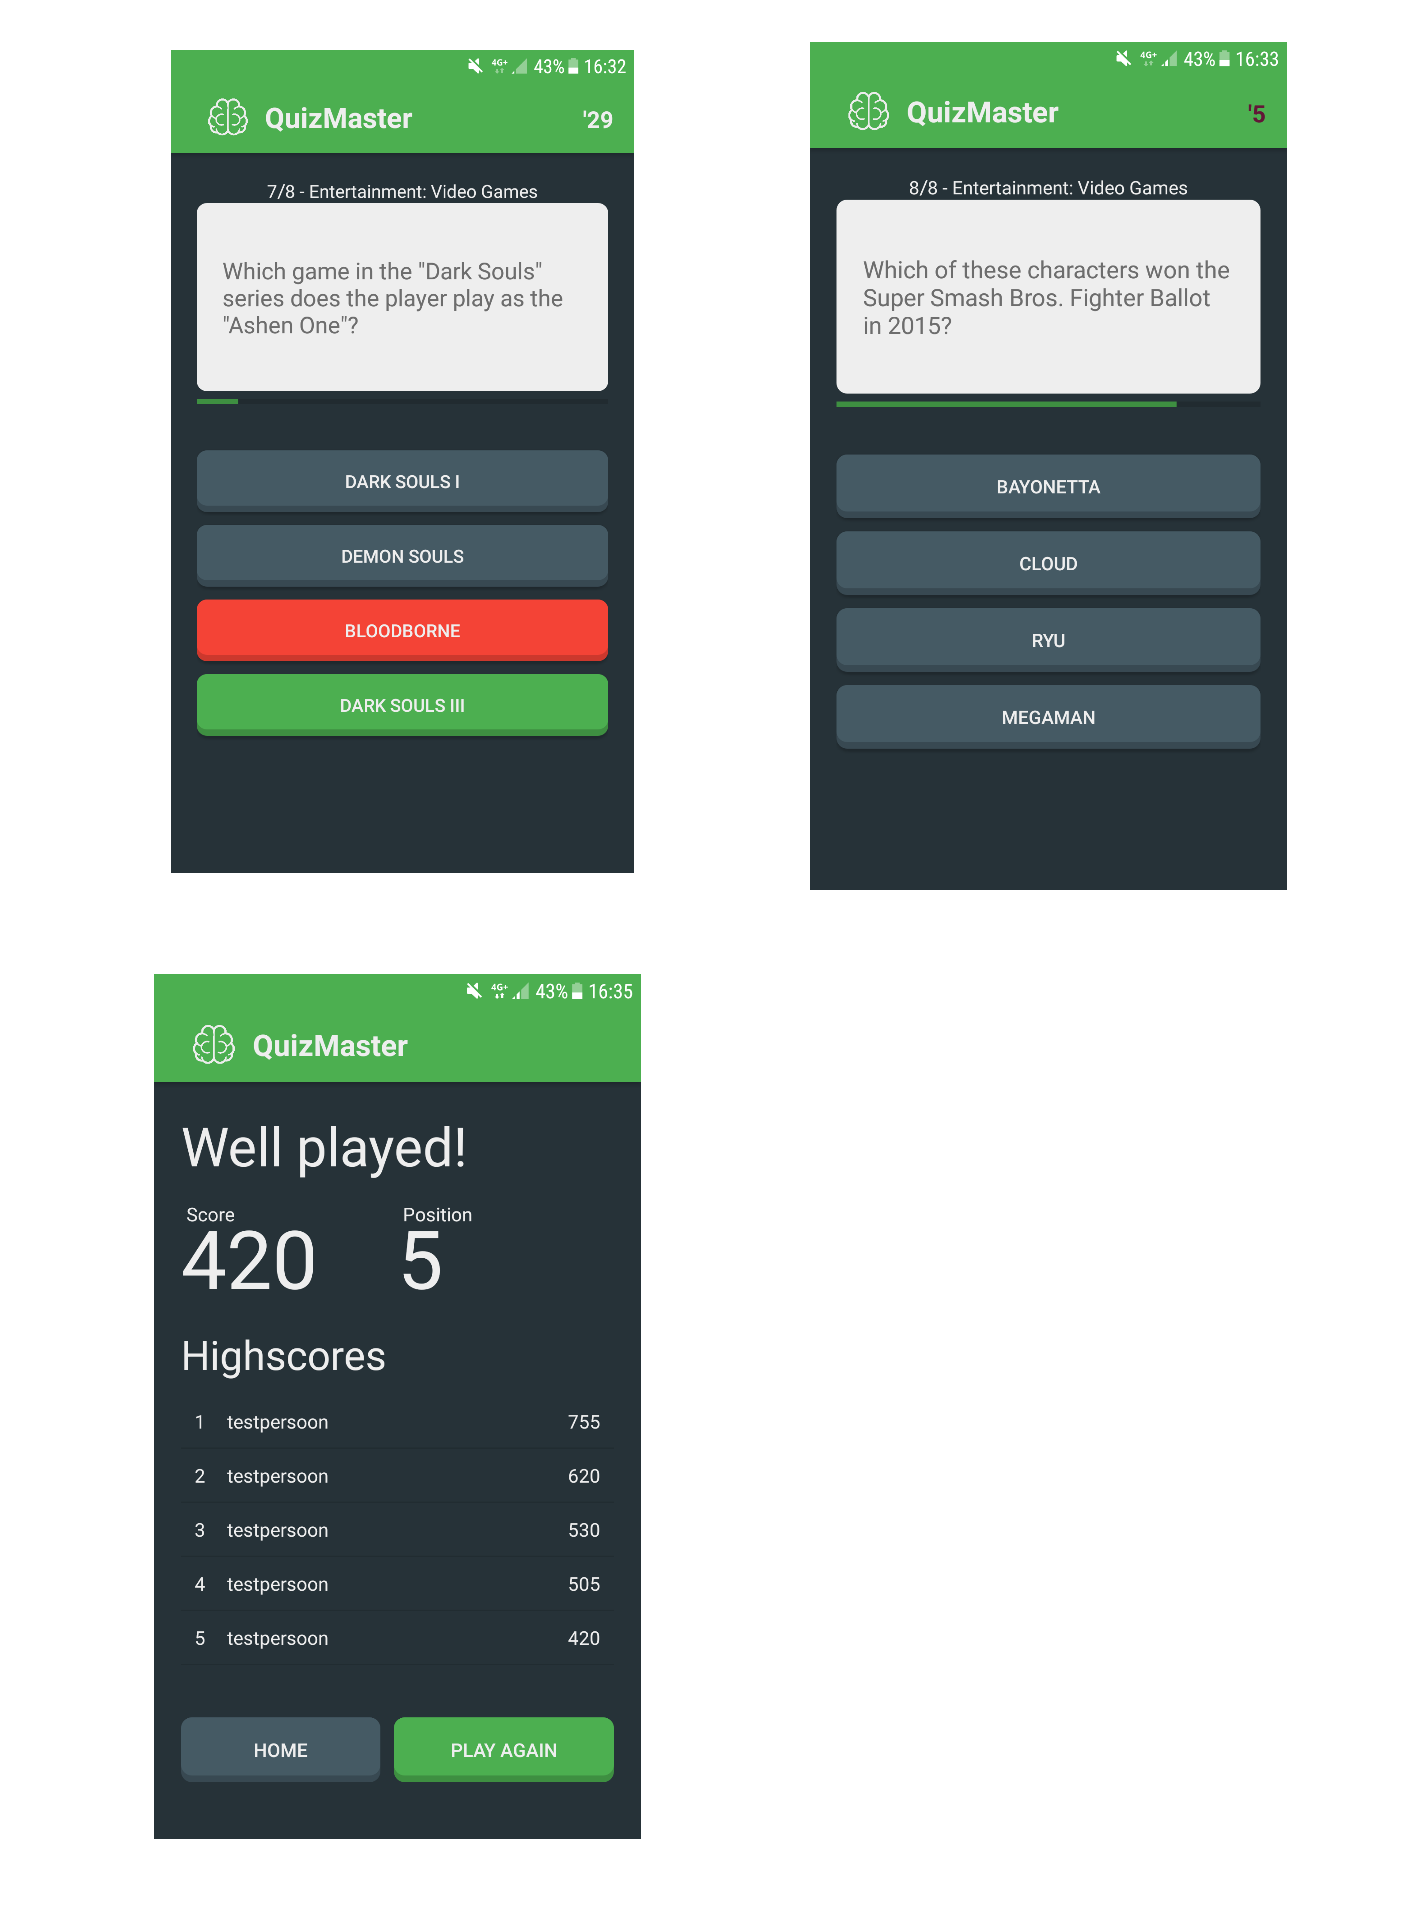 4G+ 43% 16:32
QuizMaster '29
7/8 - Entertainment: Video Games
Which game in the "Dark Souls"
series does the player play as the
"Ashen One"?
DARK SOULS I
DEMON SOULS
BLOODBORNE
DARK SOULS III
4G+ 43% 16:33
QuizMaster '5
8/8 - Entertainment: Video Games
Which of these characters won the
Super Smash Bros. Fighter Ballot
in 2015?
BAYONETTA
CLOUD
RYU
MEGAMAN
4G+ 43% 16:35
QuizMaster
Well played!
Score Position
420 5
Highscores
1 testpersoon 755
2 testpersoon 620
3 testpersoon 530
4 testpersoon 505
5 testpersoon 420
HOME PLAY AGAIN